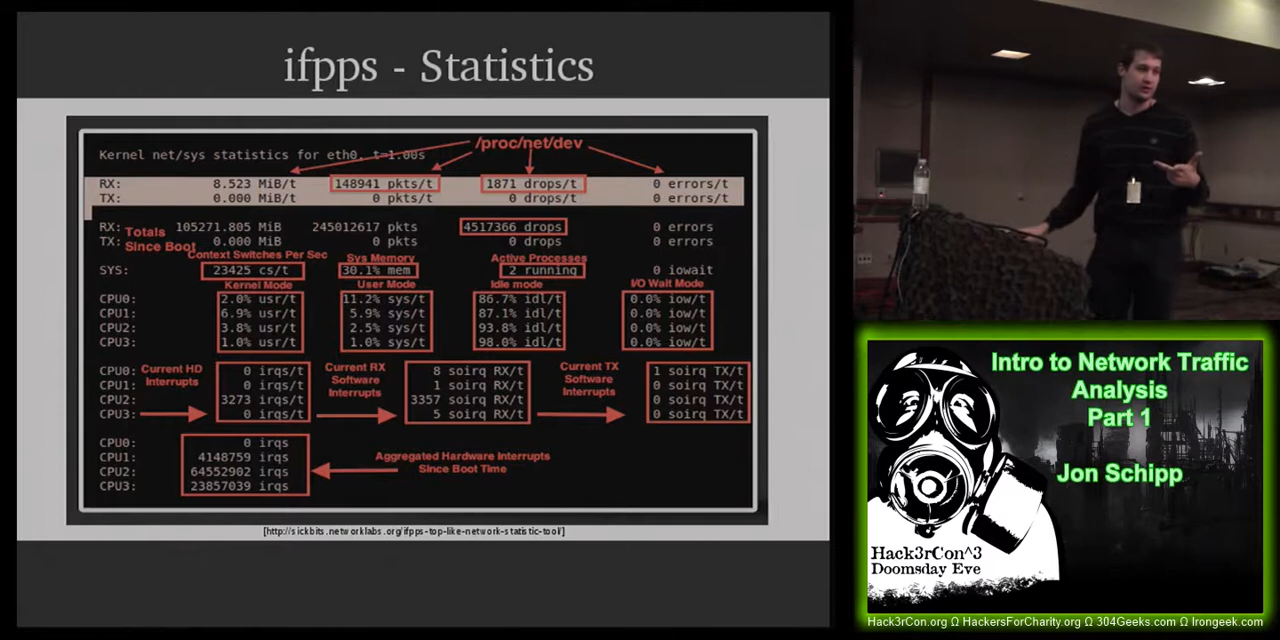 ifpps - Statistics
/proc/net/dev
Kernel net/sys statistics for eth0, t=1.00s
RX: 8.523 MiB/t 148941 pkts/t 1871 drops/t 0 errors/t
TX: 0.000 MiB/t 0 pkts/t 0 drops/t 0 errors/t
RX: 105271.805 MiB 245012617 pkts 4517366 drops 0 errors
TX: 0.000 MiB 0 pkts 0 drops 0 errors
Totals
Since Boot
Context Switches Per Sec Sys Memory Active Processes
SYS: 23425 cs/t 30.1% mem 2 running 0 iowait
Kernel Mode User Mode Idle mode I/O Wait Mode
CPU0: 2.0% usr/t 11.2% sys/t 86.7% idl/t 0.0% iow/t
CPU1: 6.9% usr/t 5.9% sys/t 87.1% idl/t 0.0% iow/t
CPU2: 3.8% usr/t 2.5% sys/t 93.8% idl/t 0.0% iow/t
CPU3: 1.0% usr/t 1.0% sys/t 98.0% idl/t 0.0% iow/t
Current HD
Interrupts
Current RX
Software
Interrupts
Current TX
Software
Interrupts
CPU0: 0 irqs/t 8 soirq RX/t 1 soirq TX/t
CPU1: 0 irqs/t 1 soirq RX/t 0 soirq TX/t
CPU2: 3273 irqs/t 3357 soirq RX/t 0 soirq TX/t
CPU3: 0 irqs/t 5 soirq RX/t 0 soirq TX/t
CPU0: 0 irqs
CPU1: 4148759 irqs
CPU2: 64552902 irqs
CPU3: 23857039 irqs
Aggregated Hardware Interrupts
Since Boot Time
[http://sickbits.networklabs.org/ifpps-top-like-network-statistic-tool/]
Intro to Network Traffic
Analysis
Part 1
Jon Schipp
Hack3rCon^3
Doomsday Eve
Hack3rCon.org Ω HackersForCharity.org Ω 304Geeks.com Ω Irongeek.com